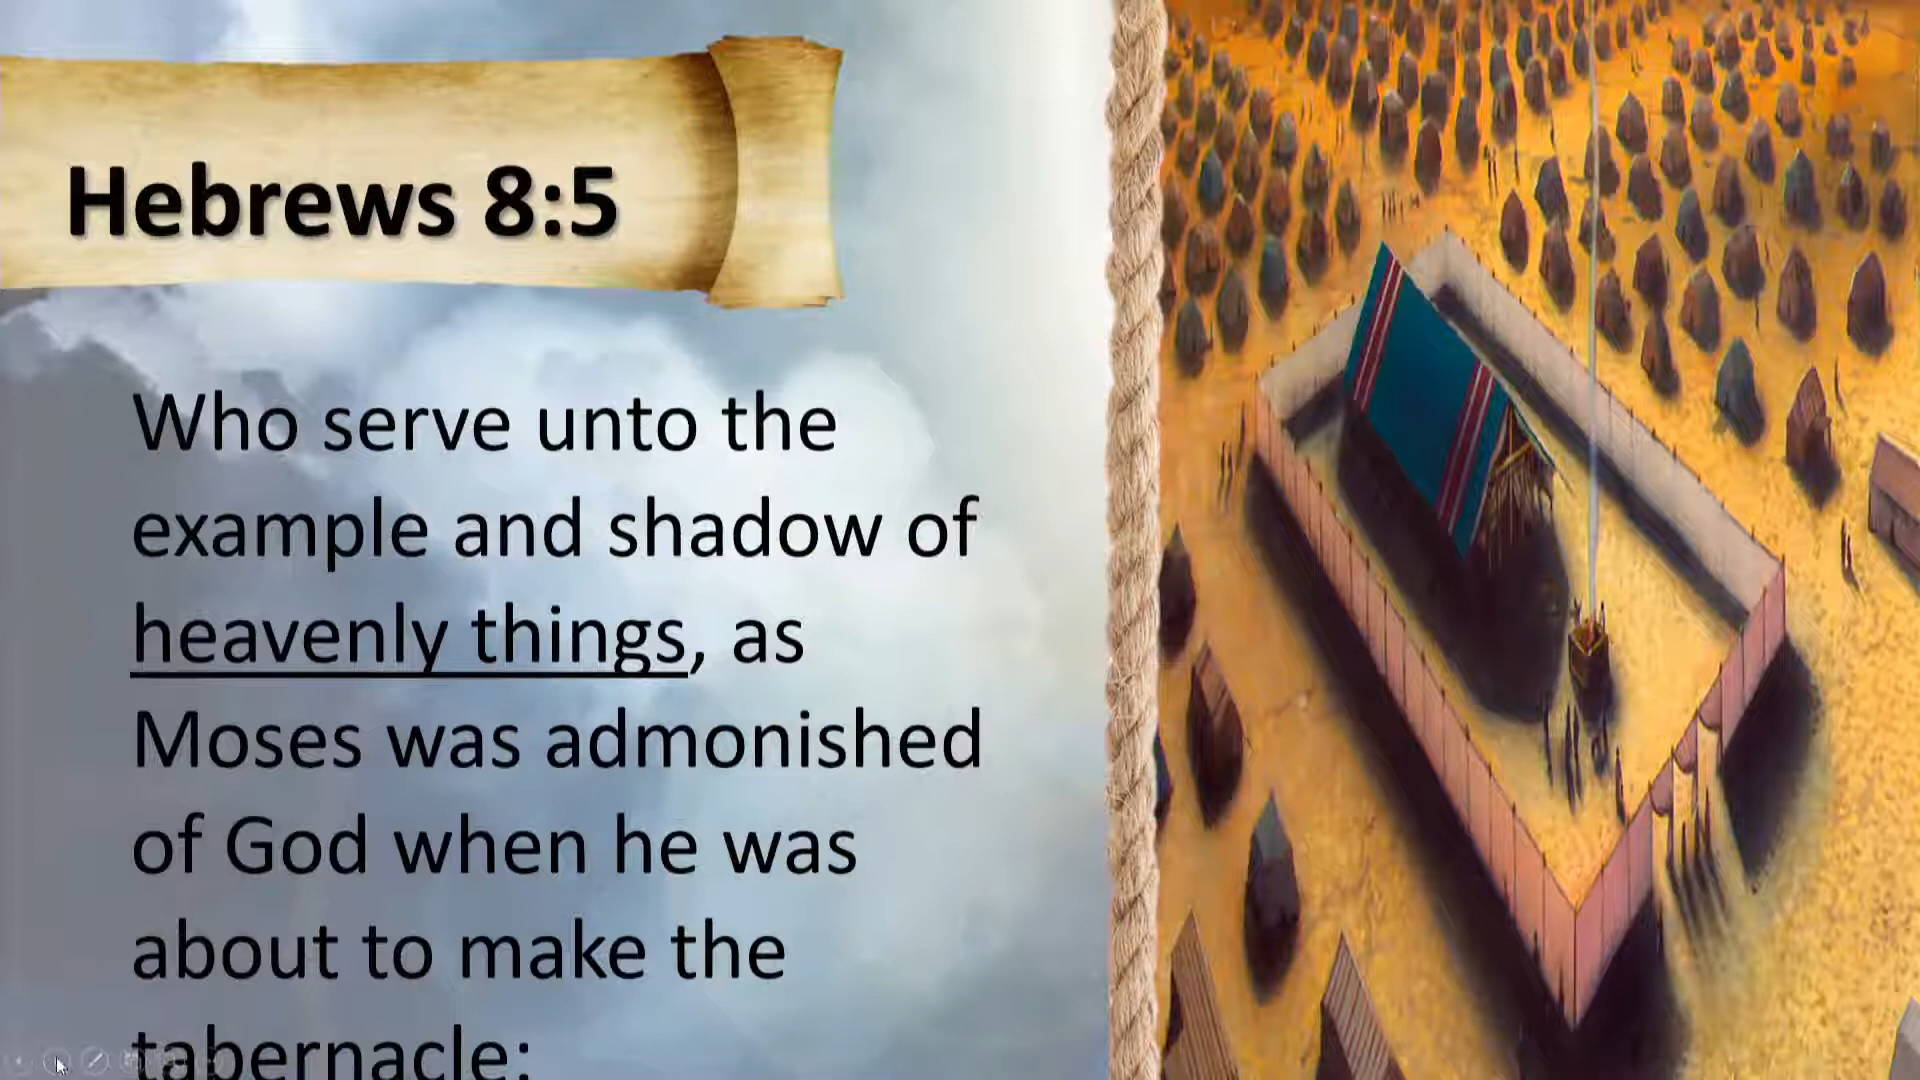 Hebrews 8:5
Who serve unto the
example and shadow of
heavenly things, as
Moses was admonished
of God when he was
about to make the
tabernacle: